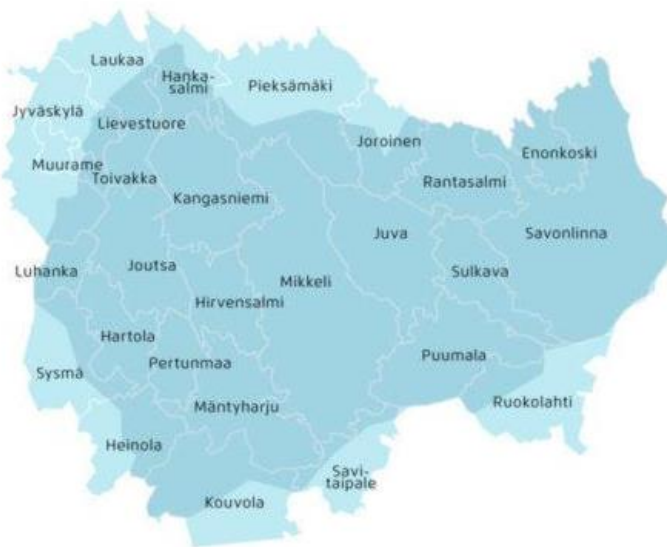 Laukaa
Hanka-
salmi
Pieksämäki
Jyväskylä
Lievestuore
Joroinen
Enonkoski
Muurame
Toivakka
Rantasalmi
Kangasniemi
Juva
Savonlinna
Luhanka
Joutsa
Sulkava
Mikkeli
Hirvensalmi
Hartola
Pertunmaa
Puumala
Sysmä
Ruokolahti
Mäntyharju
Heinola
Savi-
taipale
Kouvola